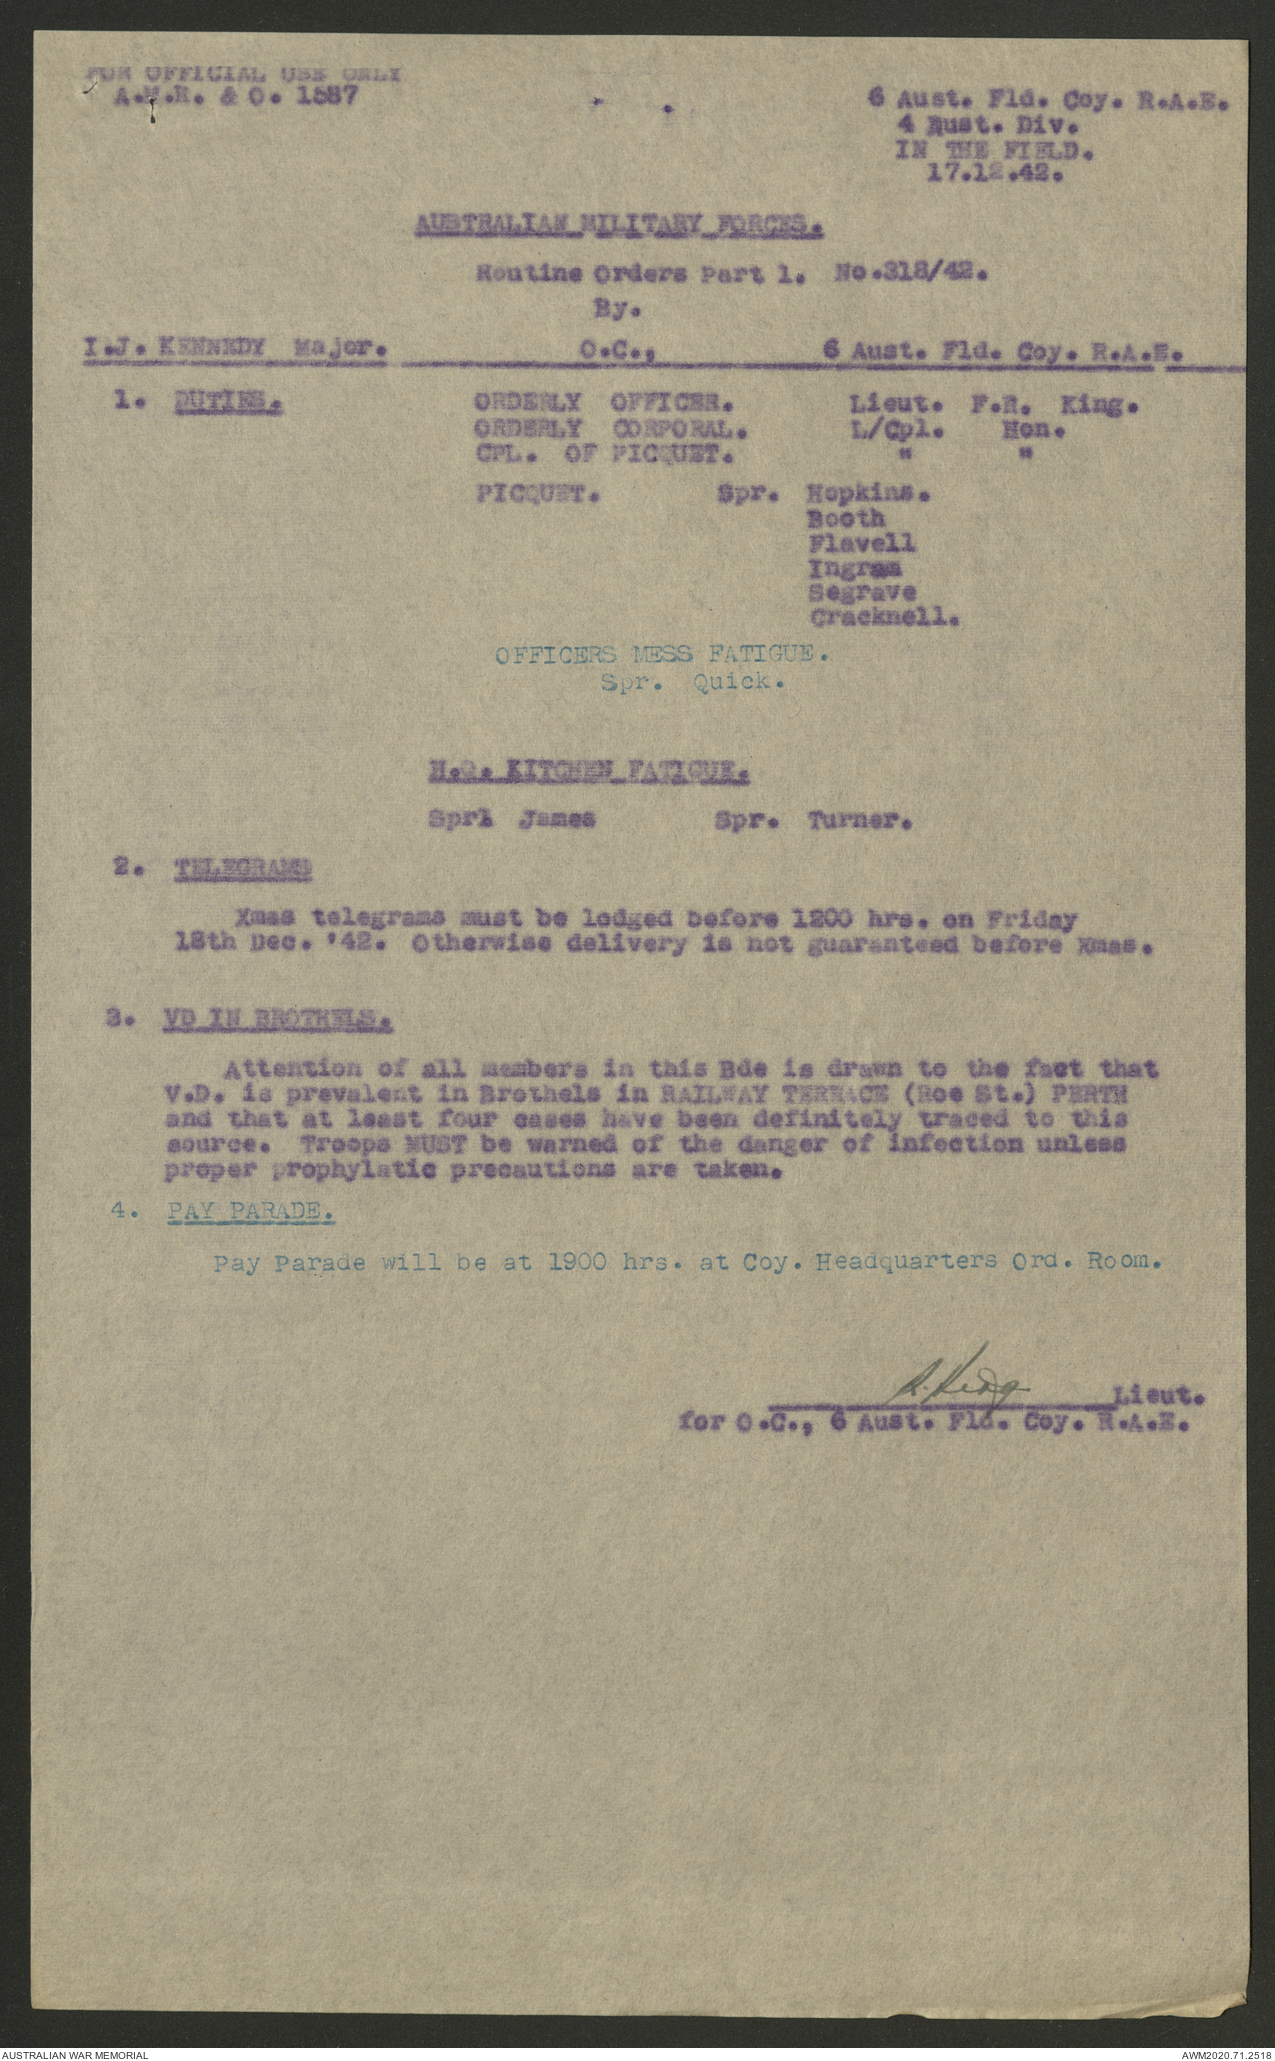 FOR OFFICIAL USE ONLY
A.M.R. & O. 1587
6 Aust. Fld. Coy. R.A.E.
4 Bust. Div.
IN THE FIELD.
17.12.42.
AUSTRALIAN MILITARY FORCES.
Routine Orders Part 1. No.318/42.
By.
I.J. KENNEDY Major. O.C., 6 Aust. Fld. Coy. R.A.E.
1. DUTIES. ORDERLY OFFICER. Lieut. F.R. King.
ORDERLY CORPORAL. L/Cpl. Hon.
CPL. OF PICQUET. " "
PICQUET. Spr. Hopkins.
Booth
Flavell
Ingram
Segrave
Cracknell.
OFFICERS MESS FATIGUE.
Spr. Quick.
H.Q. KITCHEN FATIGUE.
Spr. James Spr. Turner.
2. TELEGRAMS
Xmas telegrams must be lodged before 1200 hrs. on Friday
18th Dec. '42. Otherwise delivery is not guaranteed before Xmas.
3. VD IN BROTHELS.
Attention of all members in this Bde is drawn to the fact that
V.D. is prevalent in Brothels in RAILWAY TERRACE (Roe St.) PERTH
and that at least four cases have been definitely traced to this
source. Troops MUST be warned of the danger of infection unless
proper prophylatic precautions are taken.
4. PAY PARADE.
Pay Parade will be at 1900 hrs. at Coy. Headquarters Ord. Room.
Lieut.
for O.C., 6 Aust. Fld. Coy. R.A.E.
AUSTRALIAN WAR MEMORIAL
AWM2020.71.2518